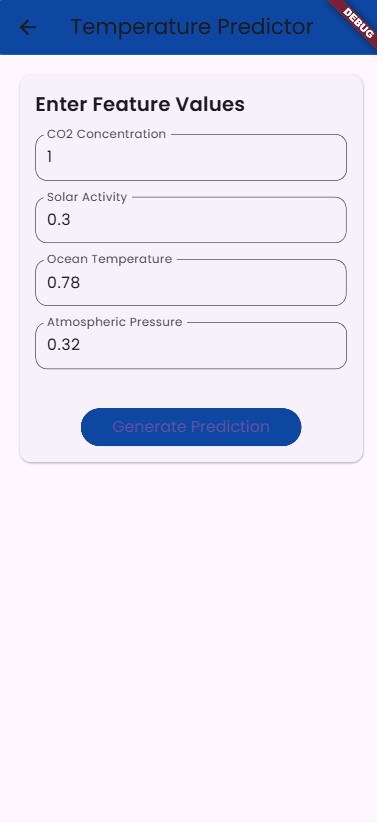 Temperature Predictor
DEBUG
Enter Feature Values
CO2 Concentration
1
Solar Activity
0.3
Ocean Temperature
0.78
Atmospheric Pressure
0.32
Generate Prediction